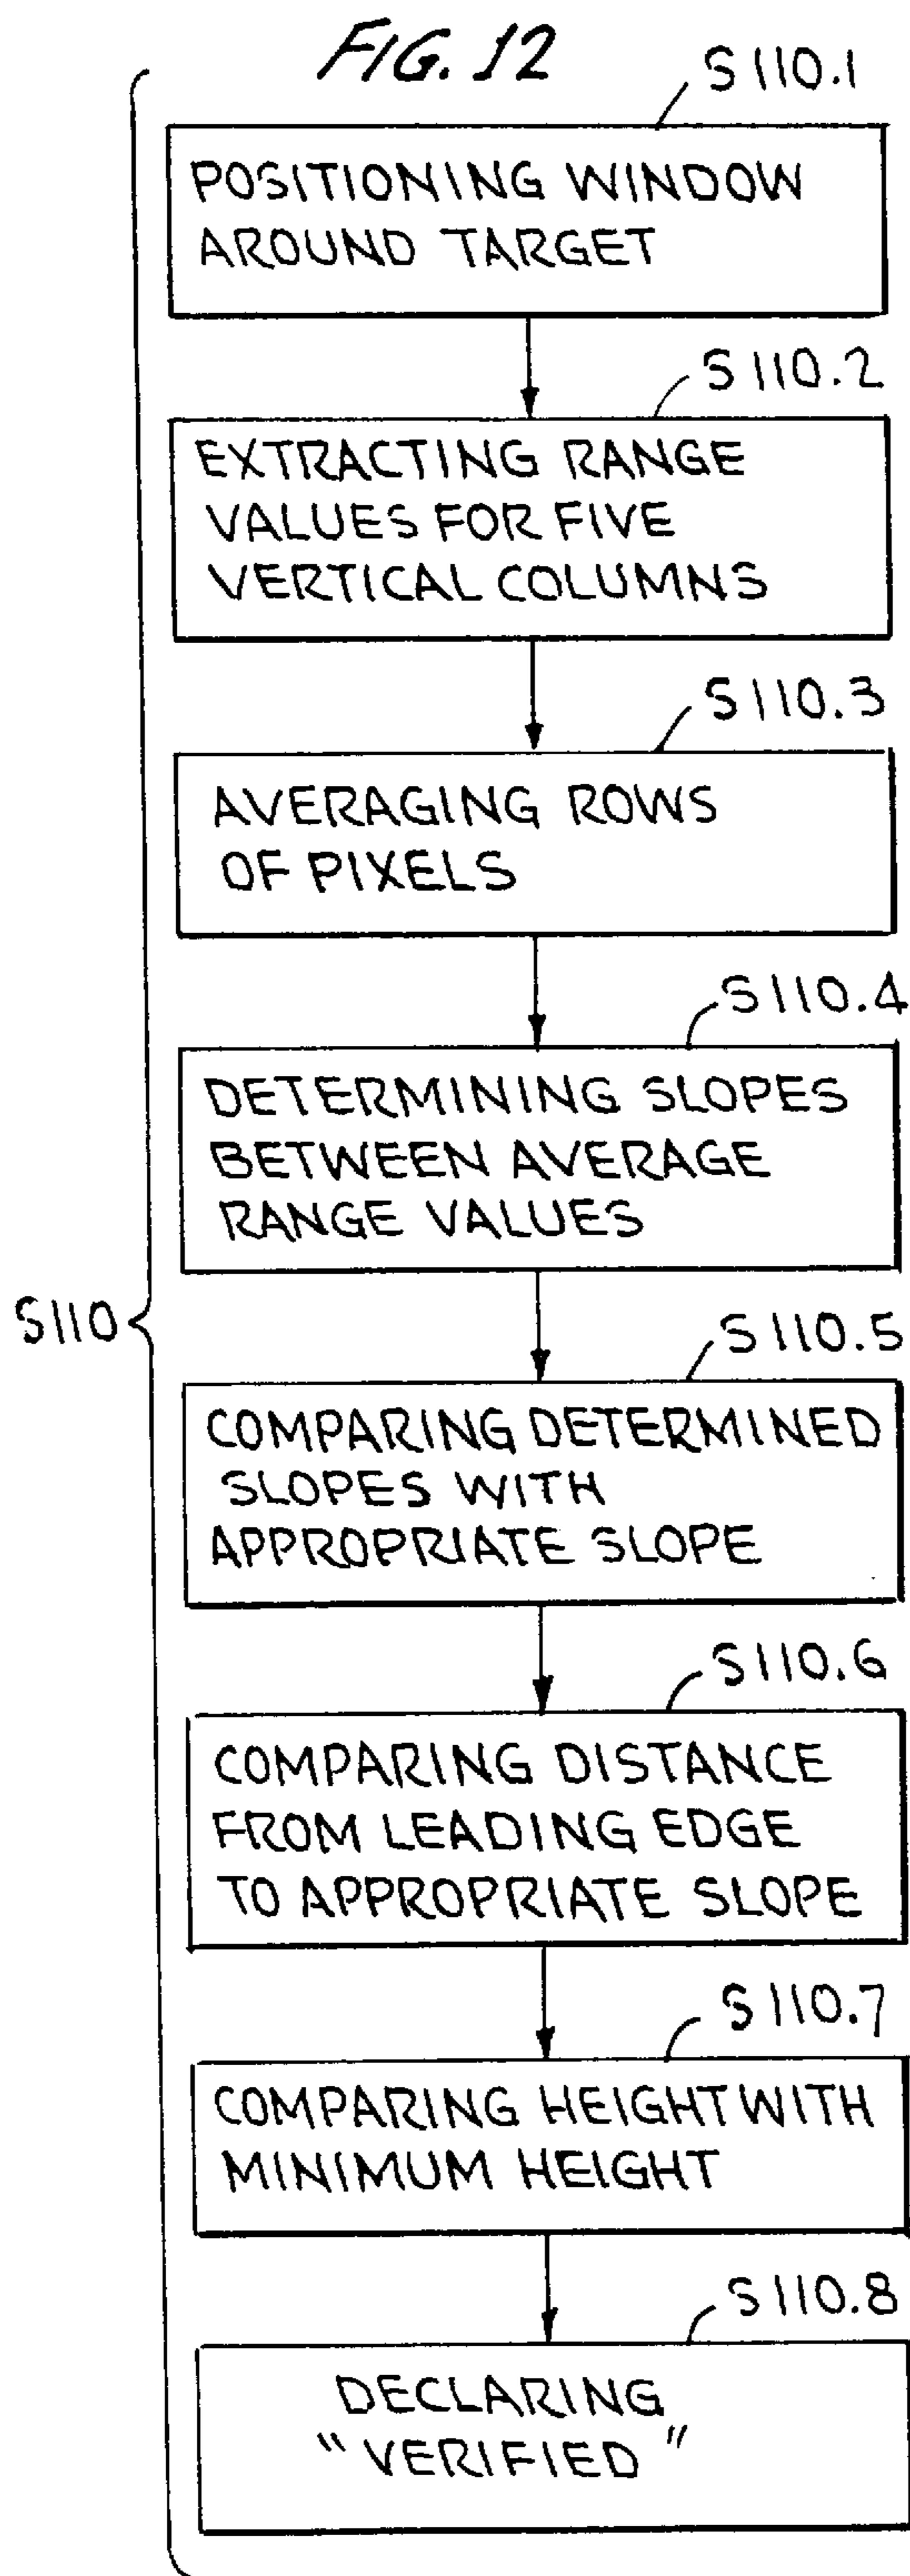 FIG. 12
S110.1
POSITIONING WINDOW
AROUND TARGET
S110.2
EXTRACTING RANGE
VALUES FOR FIVE
VERTICAL COLUMNS
S110.3
AVERAGING ROWS
OF PIXELS
S110.4
DETERMINING SLOPES
BETWEEN AVERAGE
RANGE VALUES
S110
S110.5
COMPARING DETERMINED
SLOPES WITH
APPROPRIATE SLOPE
S110.6
COMPARING DISTANCE
FROM LEADING EDGE
TO APPROPRIATE SLOPE
S110.7
COMPARING HEIGHT WITH
MINIMUM HEIGHT
S110.8
DECLARING
"VERIFIED"